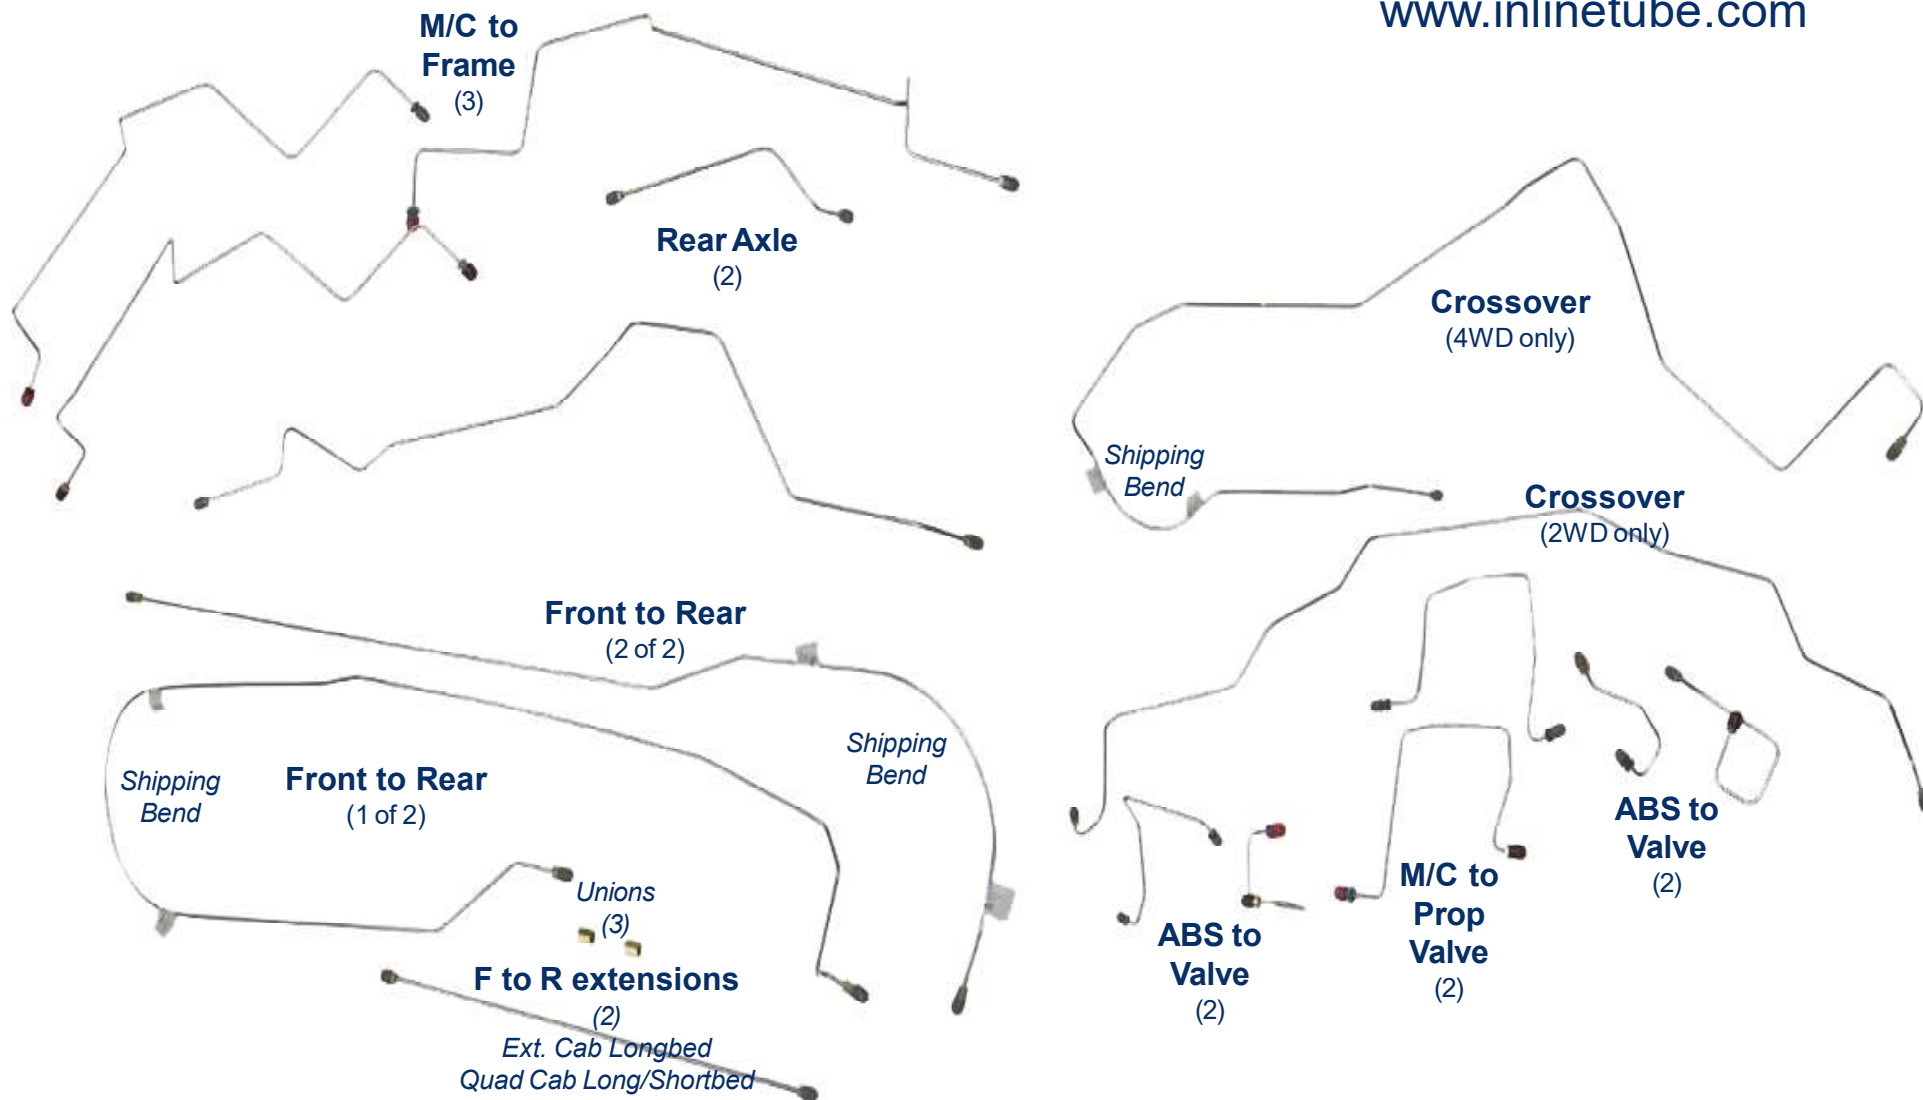 www.inlinetube.com
M/C to
Frame
(3)
Rear Axle
(2)
Crossover
(4WD only)
Shipping
Bend
Crossover
(2WD only)
Front to Rear
(2 of 2)
Shipping
Bend
Front to Rear
(1 of 2)
Shipping
Bend
Unions
(3)
F to R extensions
(2)
Ext. Cab Longbed
Quad Cab Long/Shortbed
ABS to
Valve
(2)
M/C to
Prop
Valve
(2)
ABS to
Valve
(2)